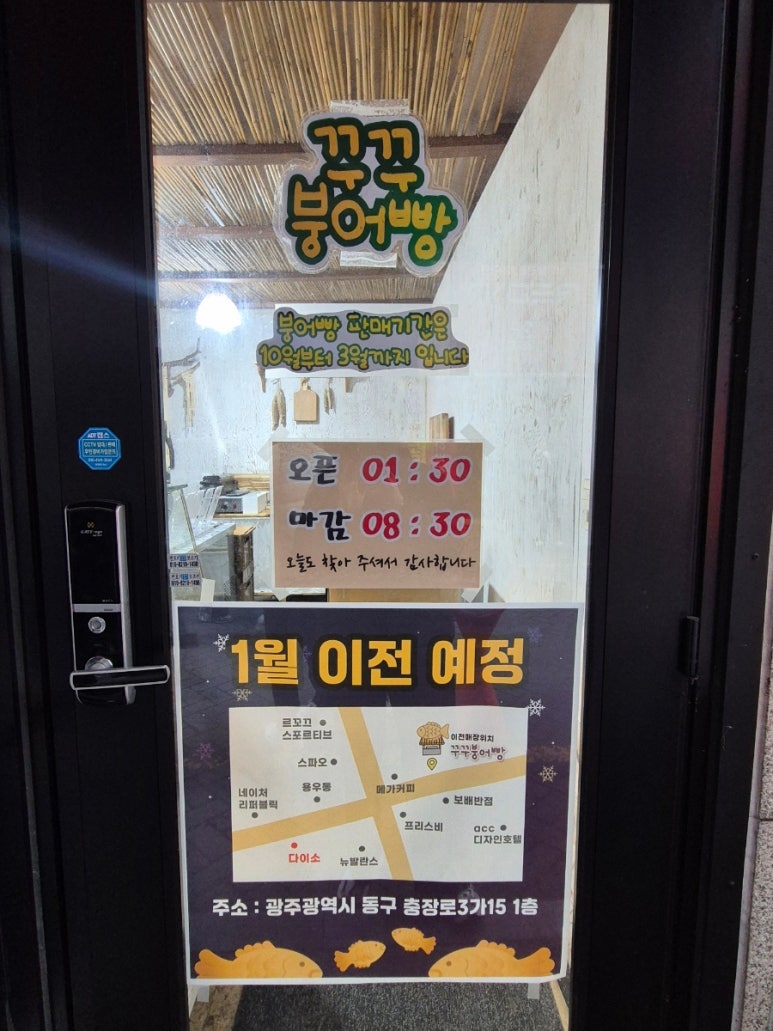 꾸꾸
붕어빵
붕어빵 판매기간은
10월부터 3월까지 입니다
오픈 01:30
마감 08:30
오늘도 찾아 주셔서 감사합니다
1월 이전 예정
르꼬끄
스포르티브
이전매장위치
꾸꾸붕어빵
스파오
네이처
리퍼블릭
용우동
메가커피
보배반점
프리스비
acc
디자인호텔
다이소
뉴발란스
주소 : 광주광역시 동구 충장로3가15 1층
ADT캡스